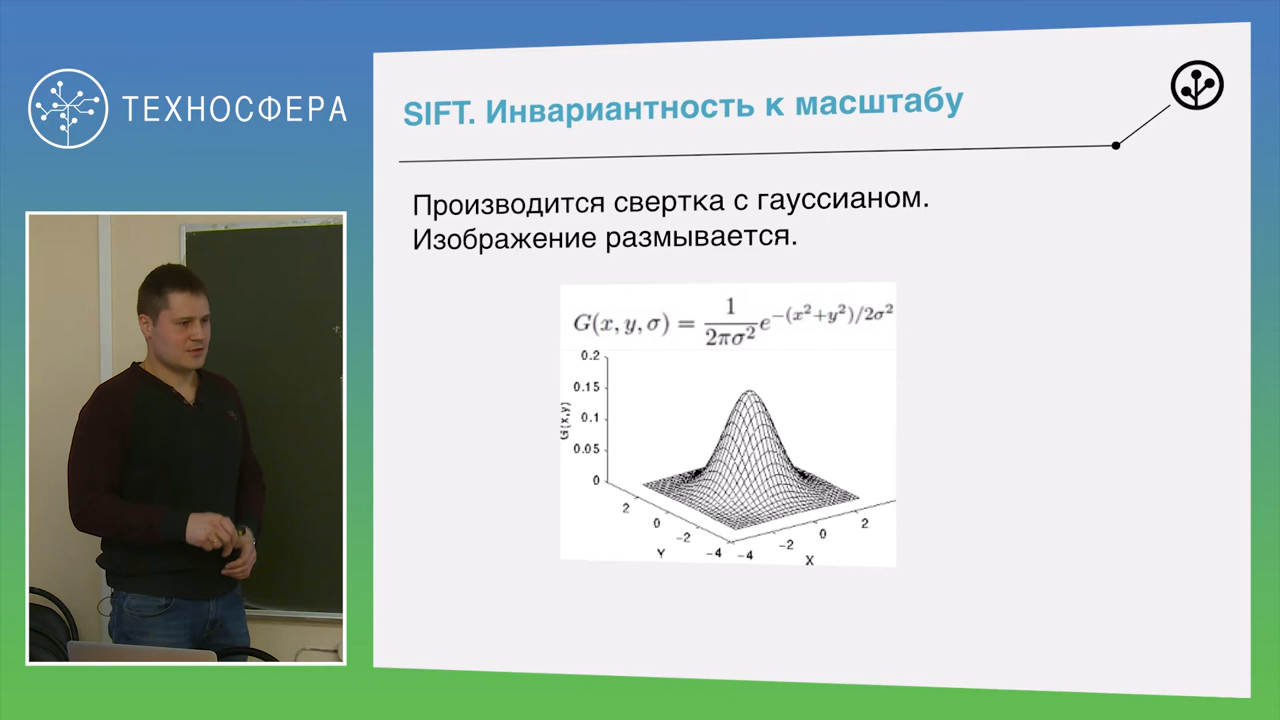 ТЕХНОСФЕРА
SIFT. Инвариантность к масштабу
Производится свертка с гауссианом.
Изображение размывается.
G(x, y, σ) = 1/2πσ² e^−(x²+y²)/2σ²
0.2
0.15
0.1
0.05
0
G(x,y)
2
0
−2
−4
Y
−4
−2
0
2
X